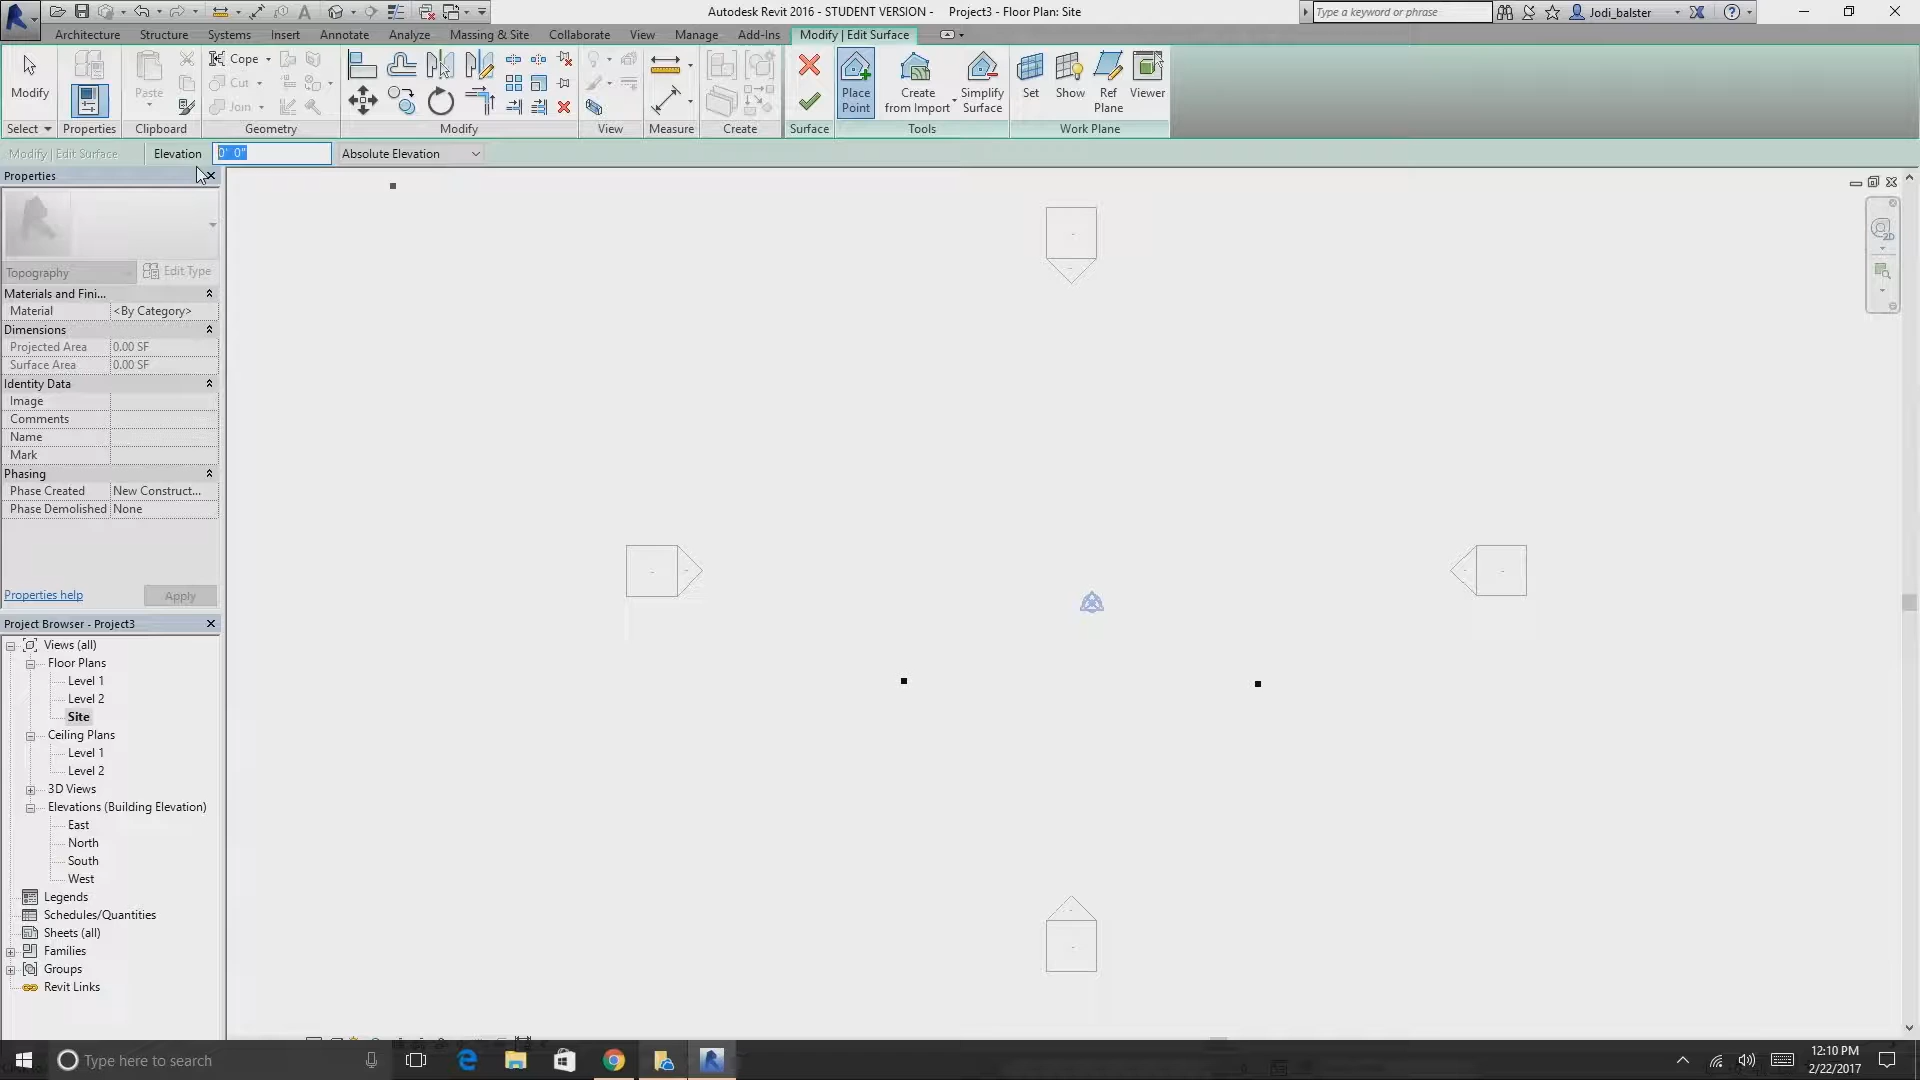 Autodesk Revit 2016 - STUDENT VERSION - Project3 - Floor Plan: Site
Type a keyword or phrase
Jodi_balster
Architecture Structure Systems Insert Annotate Analyze Massing & Site Collaborate View Manage Add-Ins Modify | Edit Surface
Modify
Paste
Cope
Cut
Join
Place Point
Create from Import
Simplify Surface
Set
Show
Ref Plane
Viewer
Select Properties Clipboard Geometry Modify View Measure Create Surface Tools Work Plane
Modify | Edit Surface Elevation 0' 0" Absolute Elevation
Properties
Topography Edit Type
Materials and Fini...
Material <By Category>
Dimensions
Projected Area 0.00 SF
Surface Area 0.00 SF
Identity Data
Image
Comments
Name
Mark
Phasing
Phase Created New Construct...
Phase Demolished None
Properties help Apply
Project Browser - Project3
Views (all)
Floor Plans
Level 1
Level 2
Site
Ceiling Plans
Level 1
Level 2
3D Views
Elevations (Building Elevation)
East
North
South
West
Legends
Schedules/Quantities
Sheets (all)
Families
Groups
Revit Links
2D
Type here to search
12:10 PM
2/22/2017